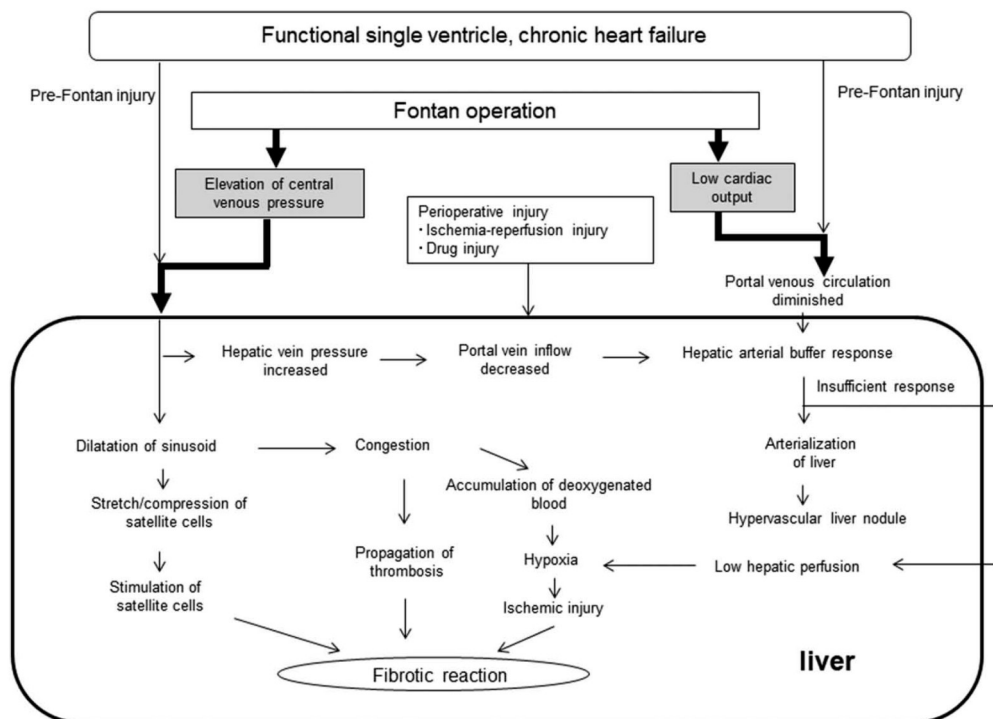 Functional single ventricle, chronic heart failure
Pre-Fontan injury
Pre-Fontan injury
Fontan operation
Elevation of central
venous pressure
Low cardiac
output
Perioperative injury
・Ischemia-reperfusion injury
・Drug injury
Portal venous circulation
diminished
Hepatic vein pressure
increased
Portal vein inflow
decreased
Hepatic arterial buffer response
Insufficient response
Dilatation of sinusoid
Congestion
Arterialization
of liver
Stretch/compression of
satellite cells
Accumulation of deoxygenated
blood
Hypervascular liver nodule
Propagation of
thrombosis
Hypoxia
Low hepatic perfusion
Stimulation of
satellite cells
Ischemic injury
Fibrotic reaction
liver